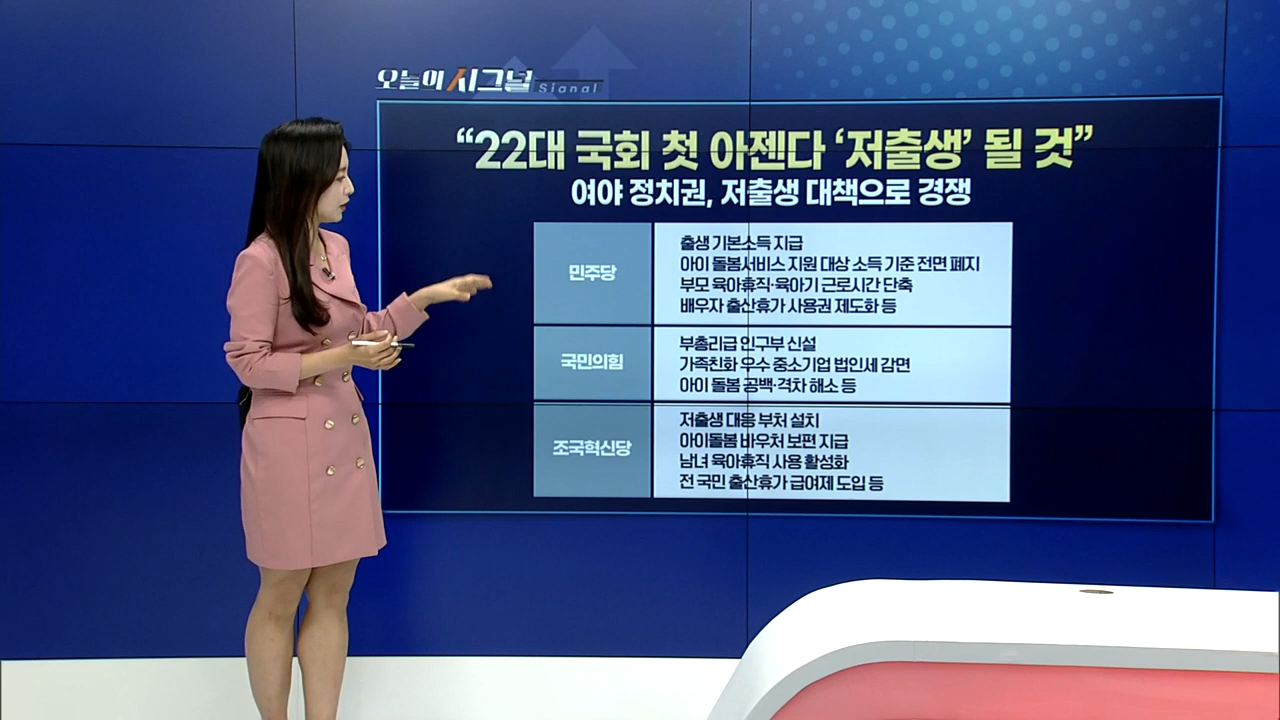 오늘의 시그널 Signal
“22대 국회 첫 아젠다 ‘저출생’ 될 것”
여야 정치권, 저출생 대책으로 경쟁
민주당
출생 기본소득 지급
아이 돌봄서비스 지원 대상 소득 기준 전면 폐지
부모 육아휴직·육아기 근로시간 단축
배우자 출산휴가 사용권 제도화 등
국민의힘
부총리급 인구부 신설
가족친화 우수 중소기업 법인세 감면
아이 돌봄 공백·격차 해소 등
조국혁신당
저출생 대응 부처 설치
아이돌봄 바우처 보편 지급
남녀 육아휴직 사용 활성화
전 국민 출산휴가 급여제 도입 등